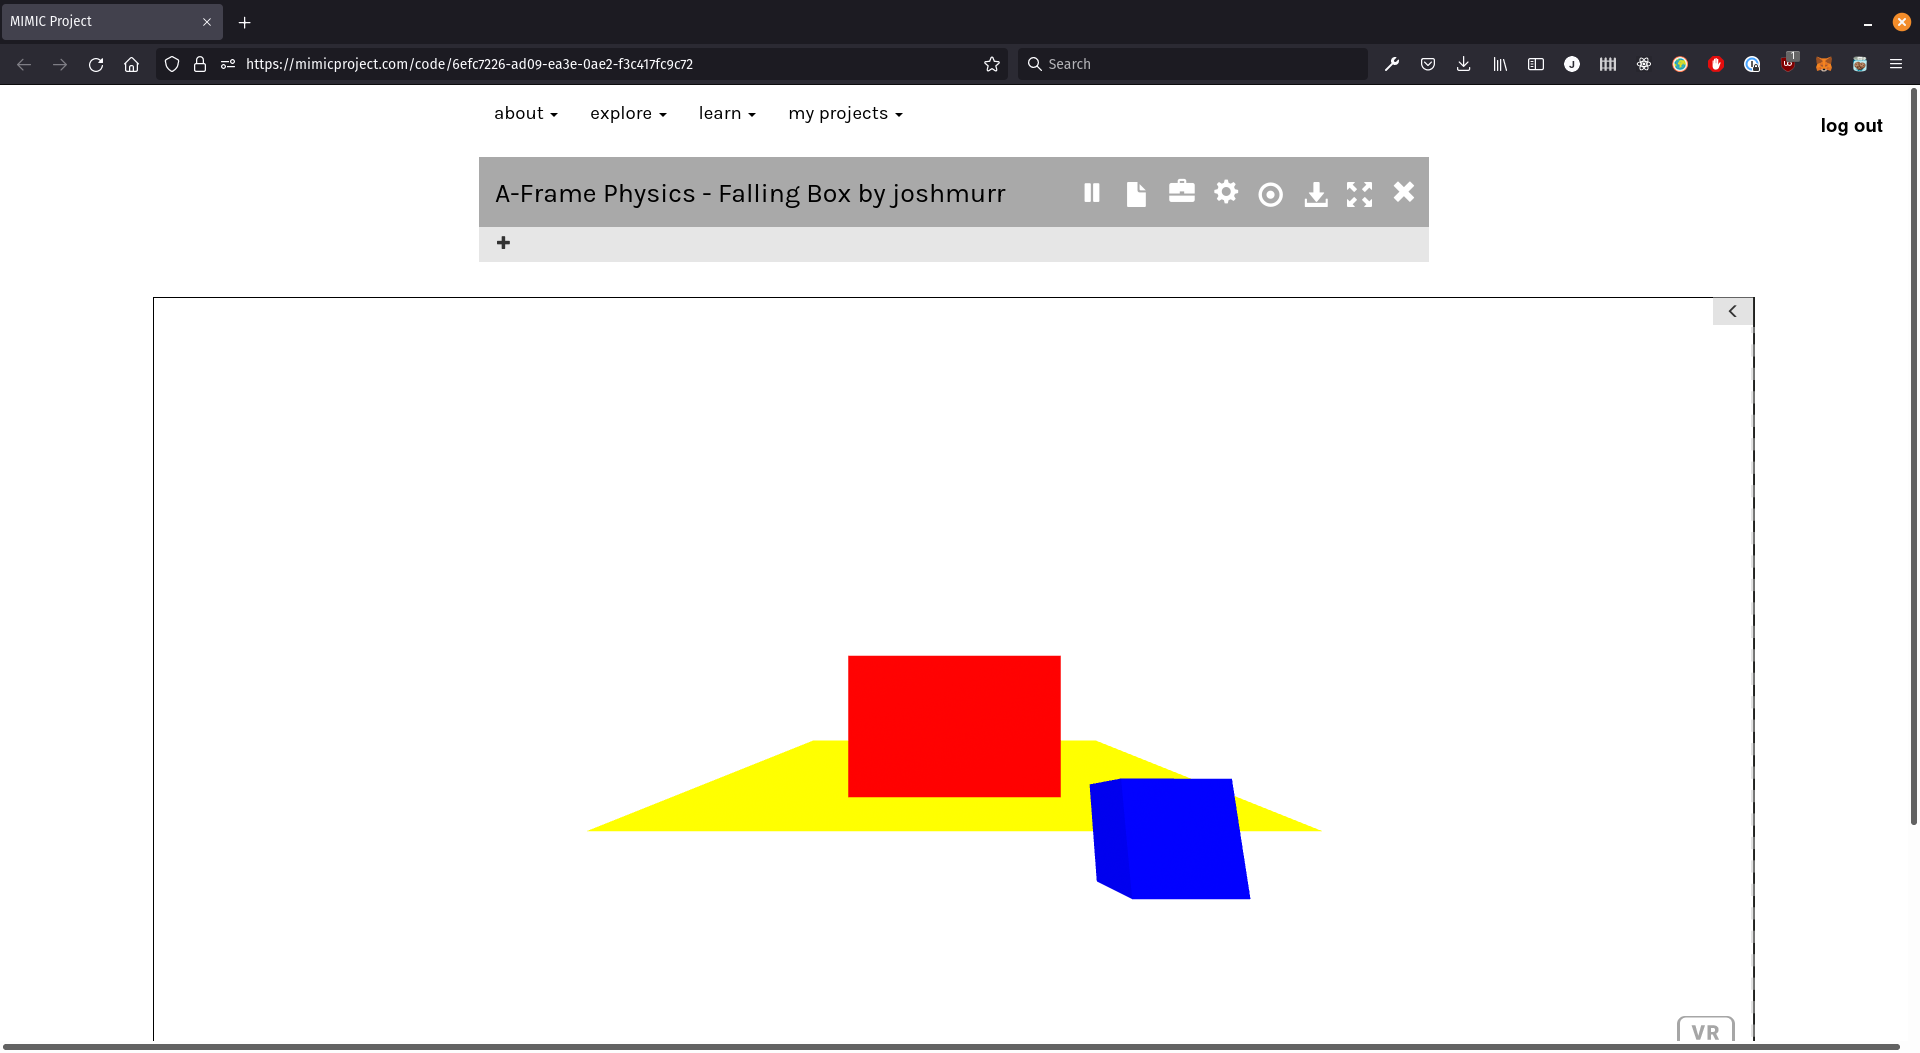 MIMIC Project
https://mimicproject.com/code/6efc7226-ad09-ea3e-0ae2-f3c417fc9c72
Search
J
1
about explore learn my projects
log out
A-Frame Physics - Falling Box by joshmurr
VR